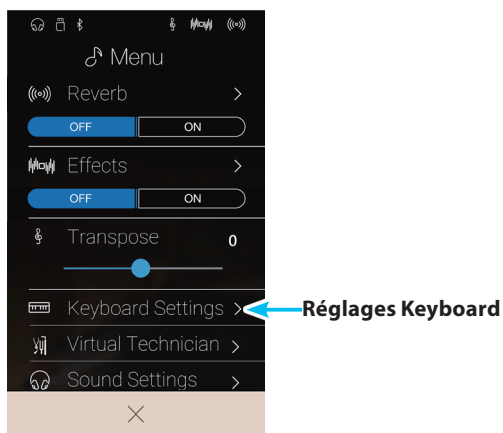 Menu
Reverb
OFF ON
Effects
OFF ON
Transpose 0
Keyboard Settings
Réglages Keyboard
Virtual Technician
Sound Settings